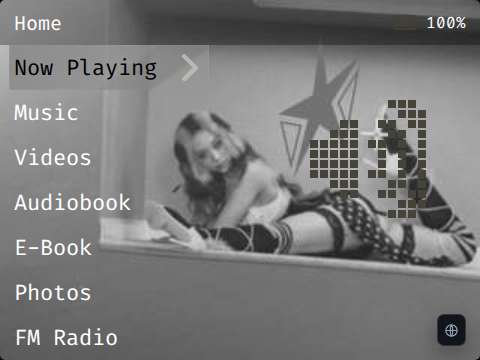 Home
100%
Now Playing
Music
Videos
Audiobook
E-Book
Photos
FM Radio